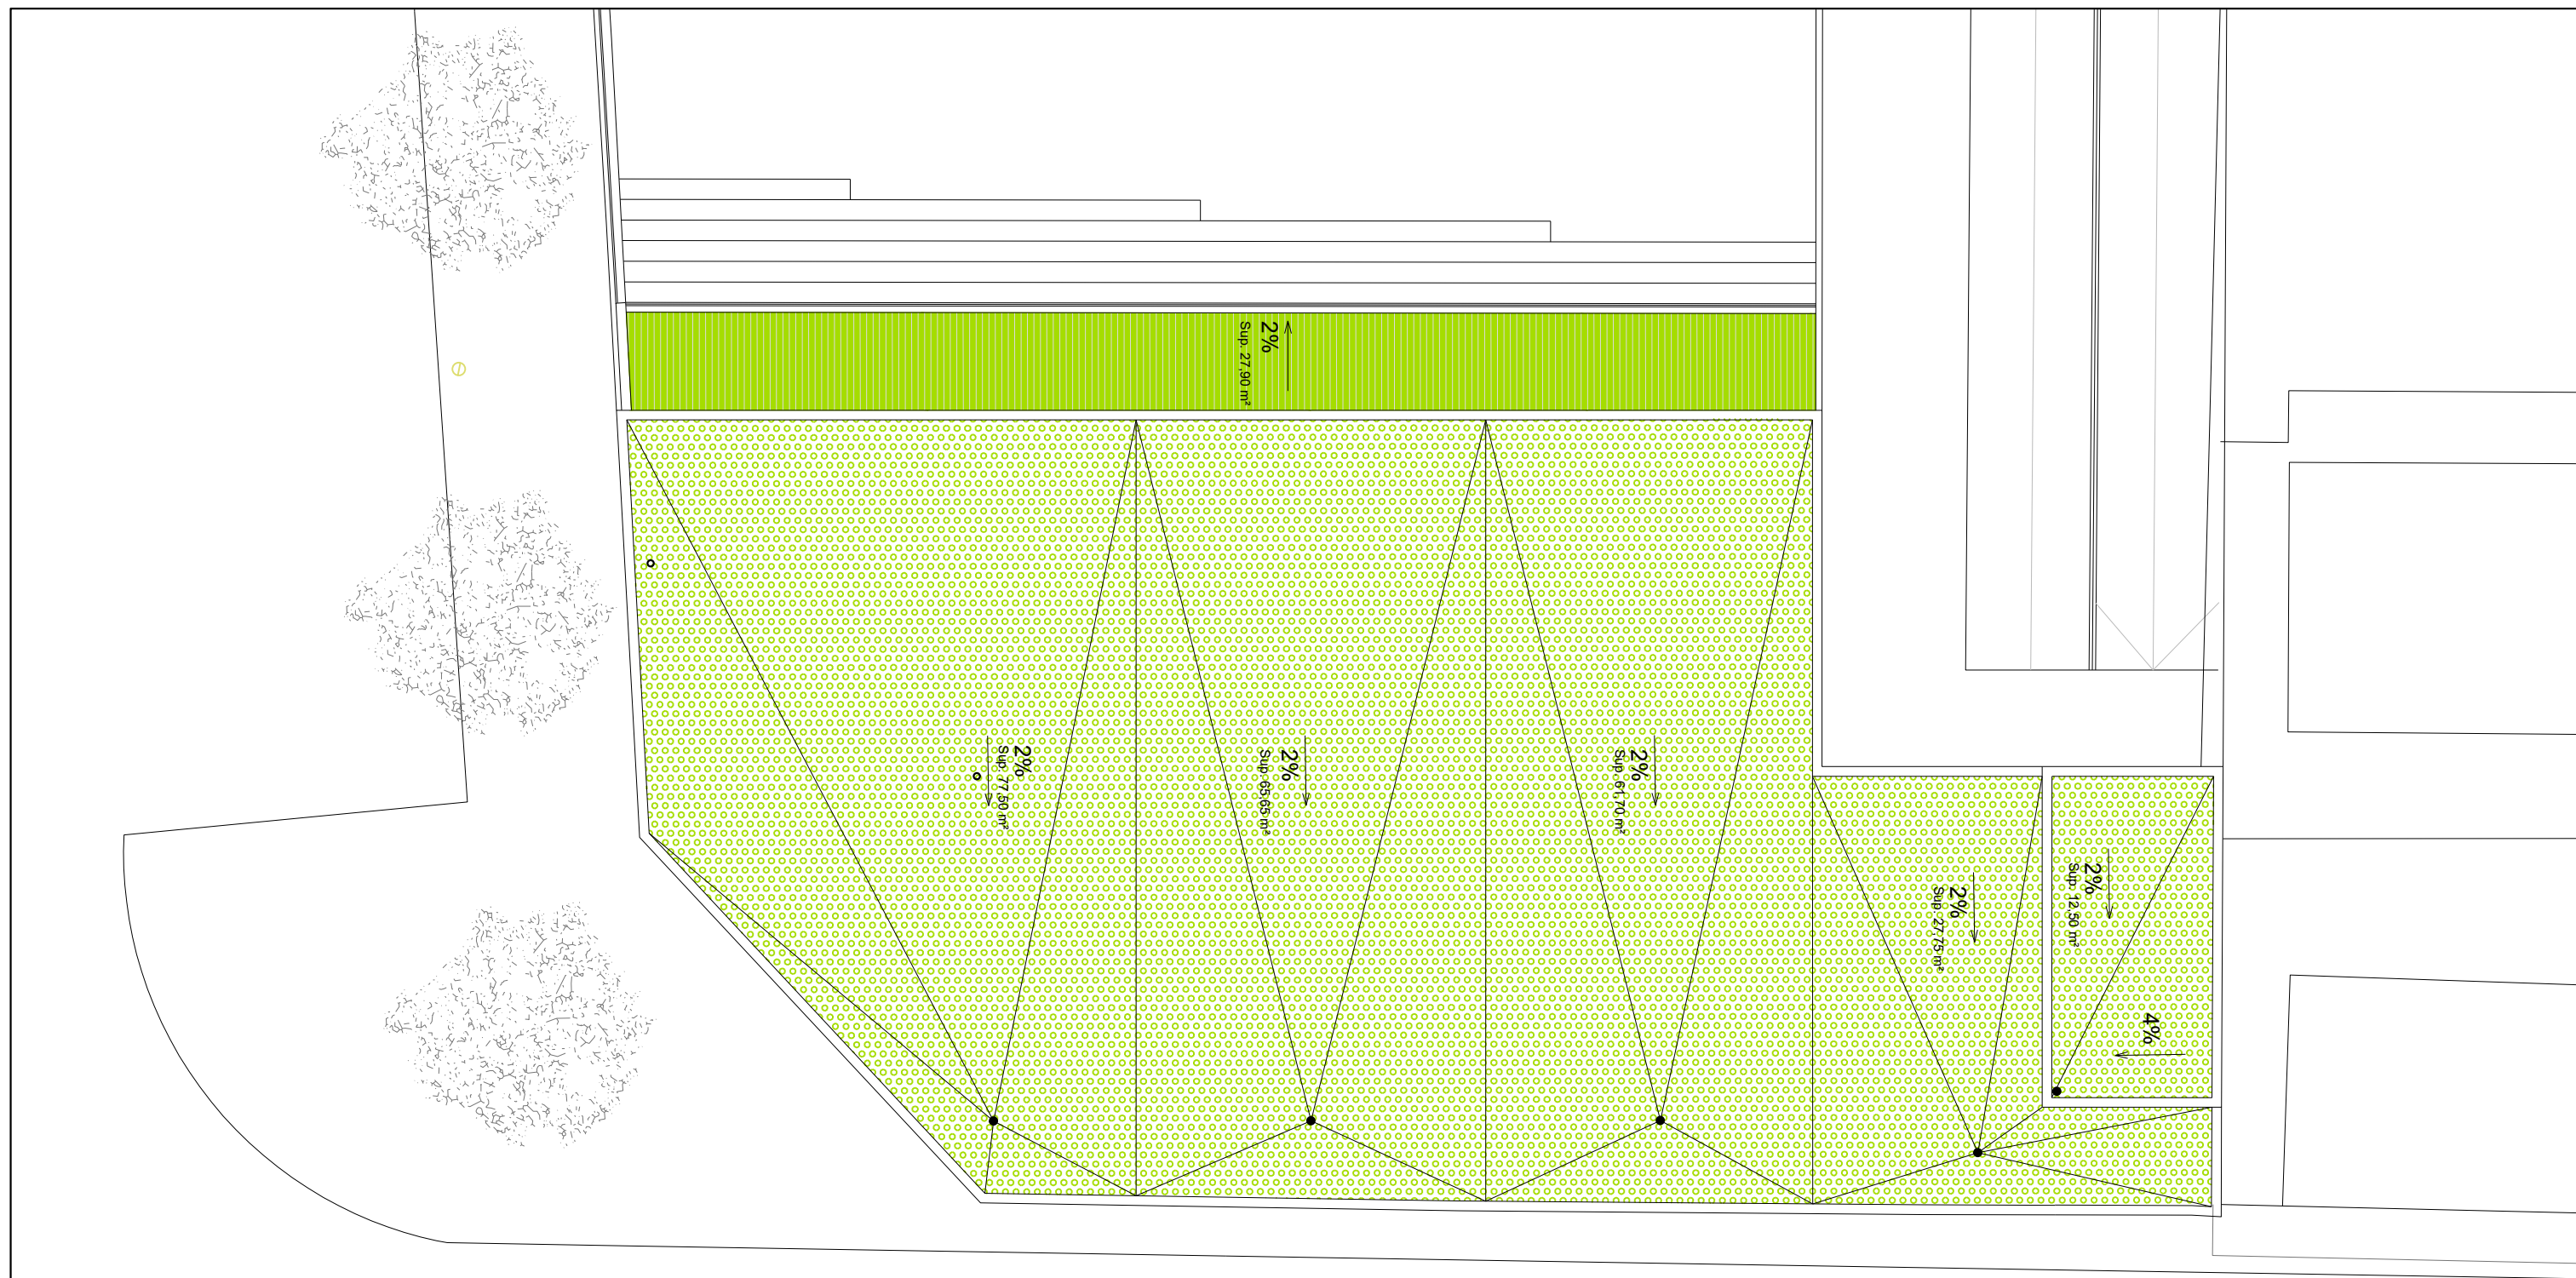 2%
Sup. 27,90 m²
2%
Sup. 77,50 m²
2%
Sup. 65,65 m²
2%
Sup. 61,70 m²
2%
Sup. 27,75 m²
2%
Sup. 12,50 m²
4%